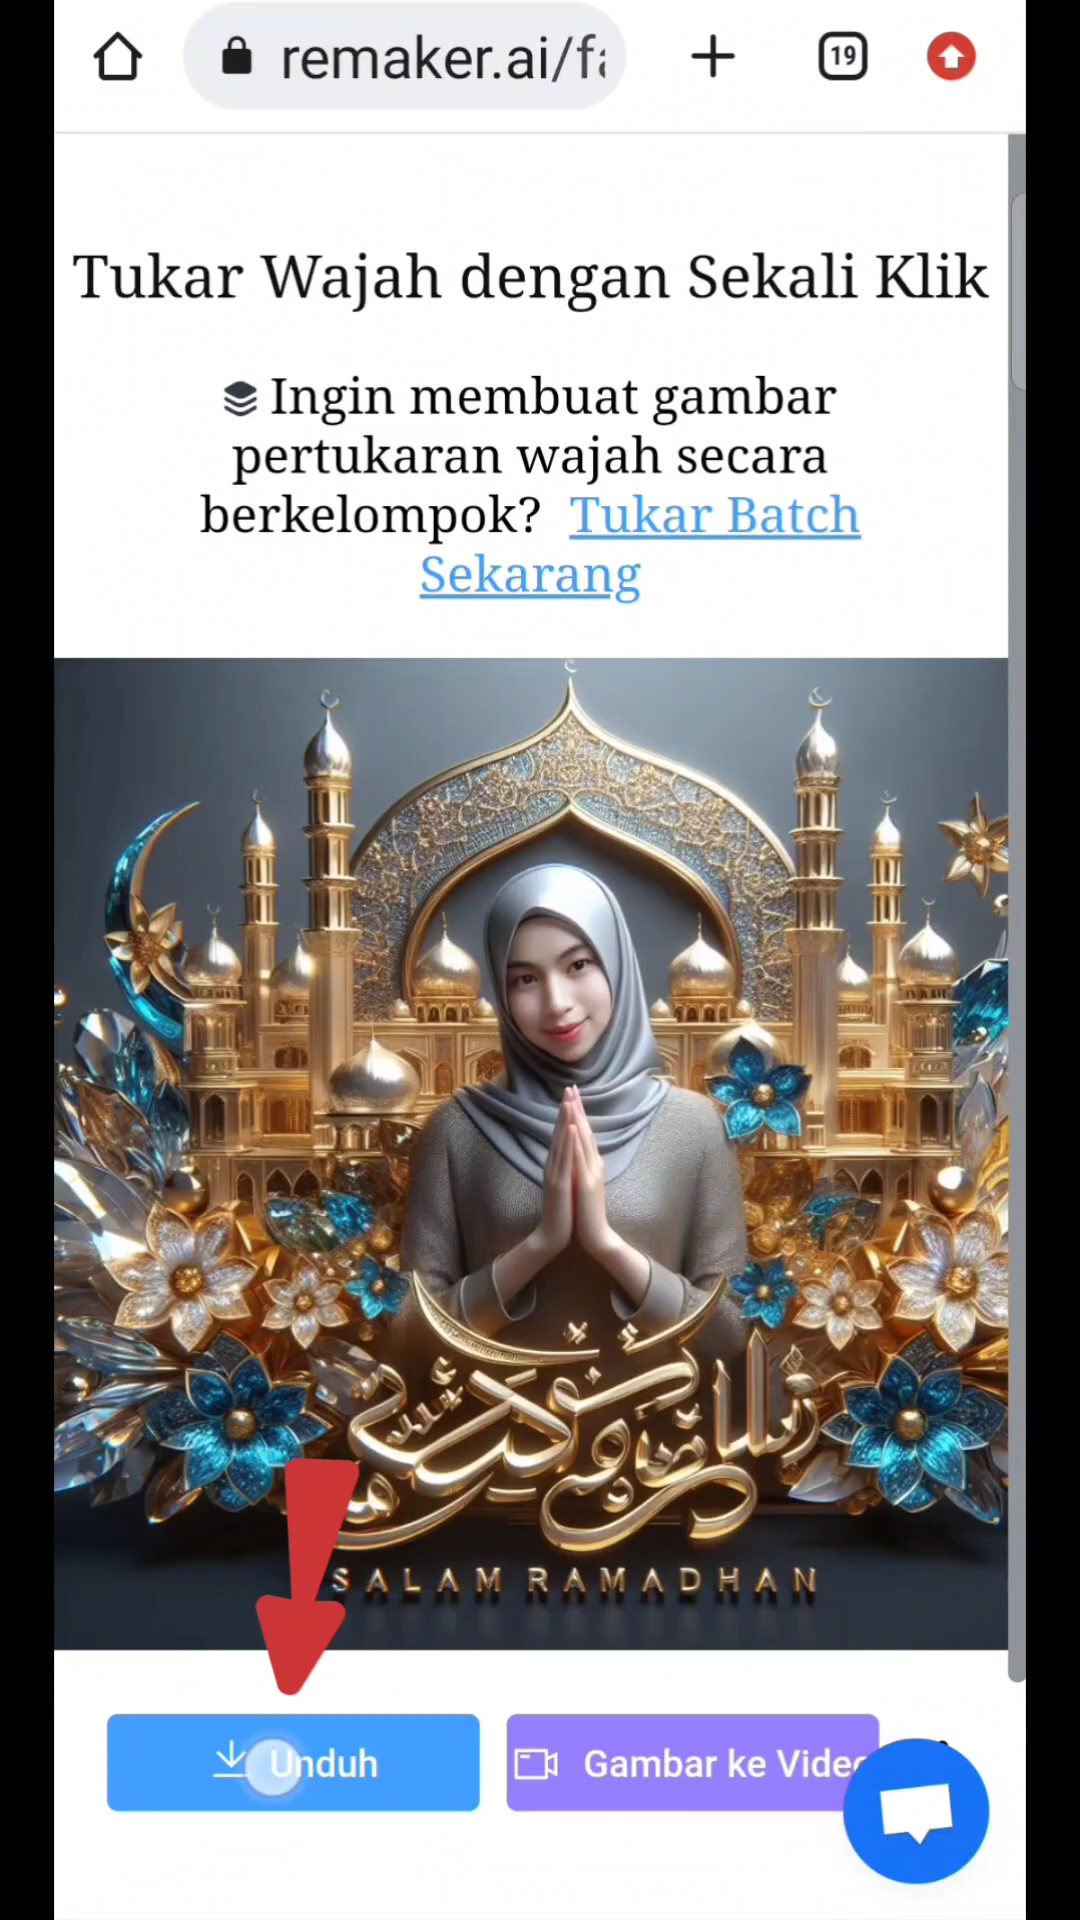 remaker.ai/fa
19
Tukar Wajah dengan Sekali Klik
Ingin membuat gambar
pertukaran wajah secara
berkelompok? Tukar Batch
Sekarang
SALAM RAMADHAN
Unduh
Gambar ke Video